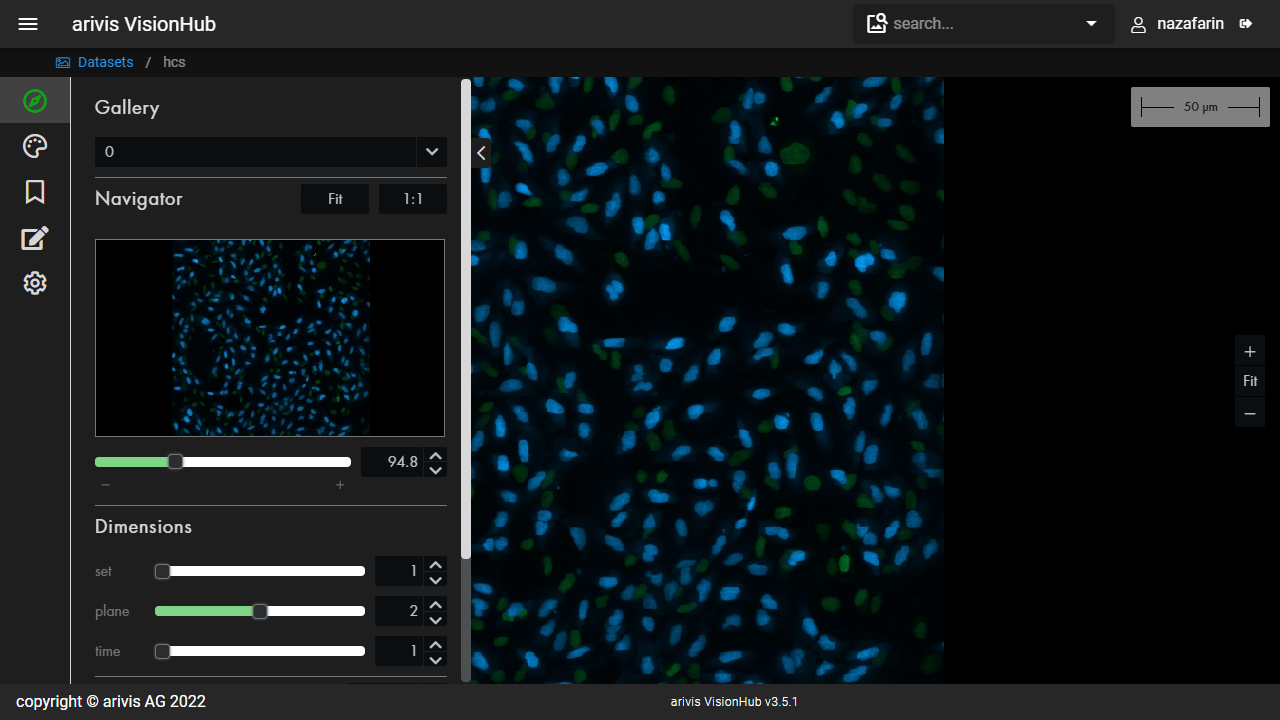 arivis VisionHub
search...
nazafarin
Datasets / hcs
Gallery
0
Navigator
Fit
1:1
94.8
− +
Dimensions
set 1
plane 2
time 1
50 µm
+
Fit
−
copyright © arivis AG 2022
arivis VisionHub v3.5.1